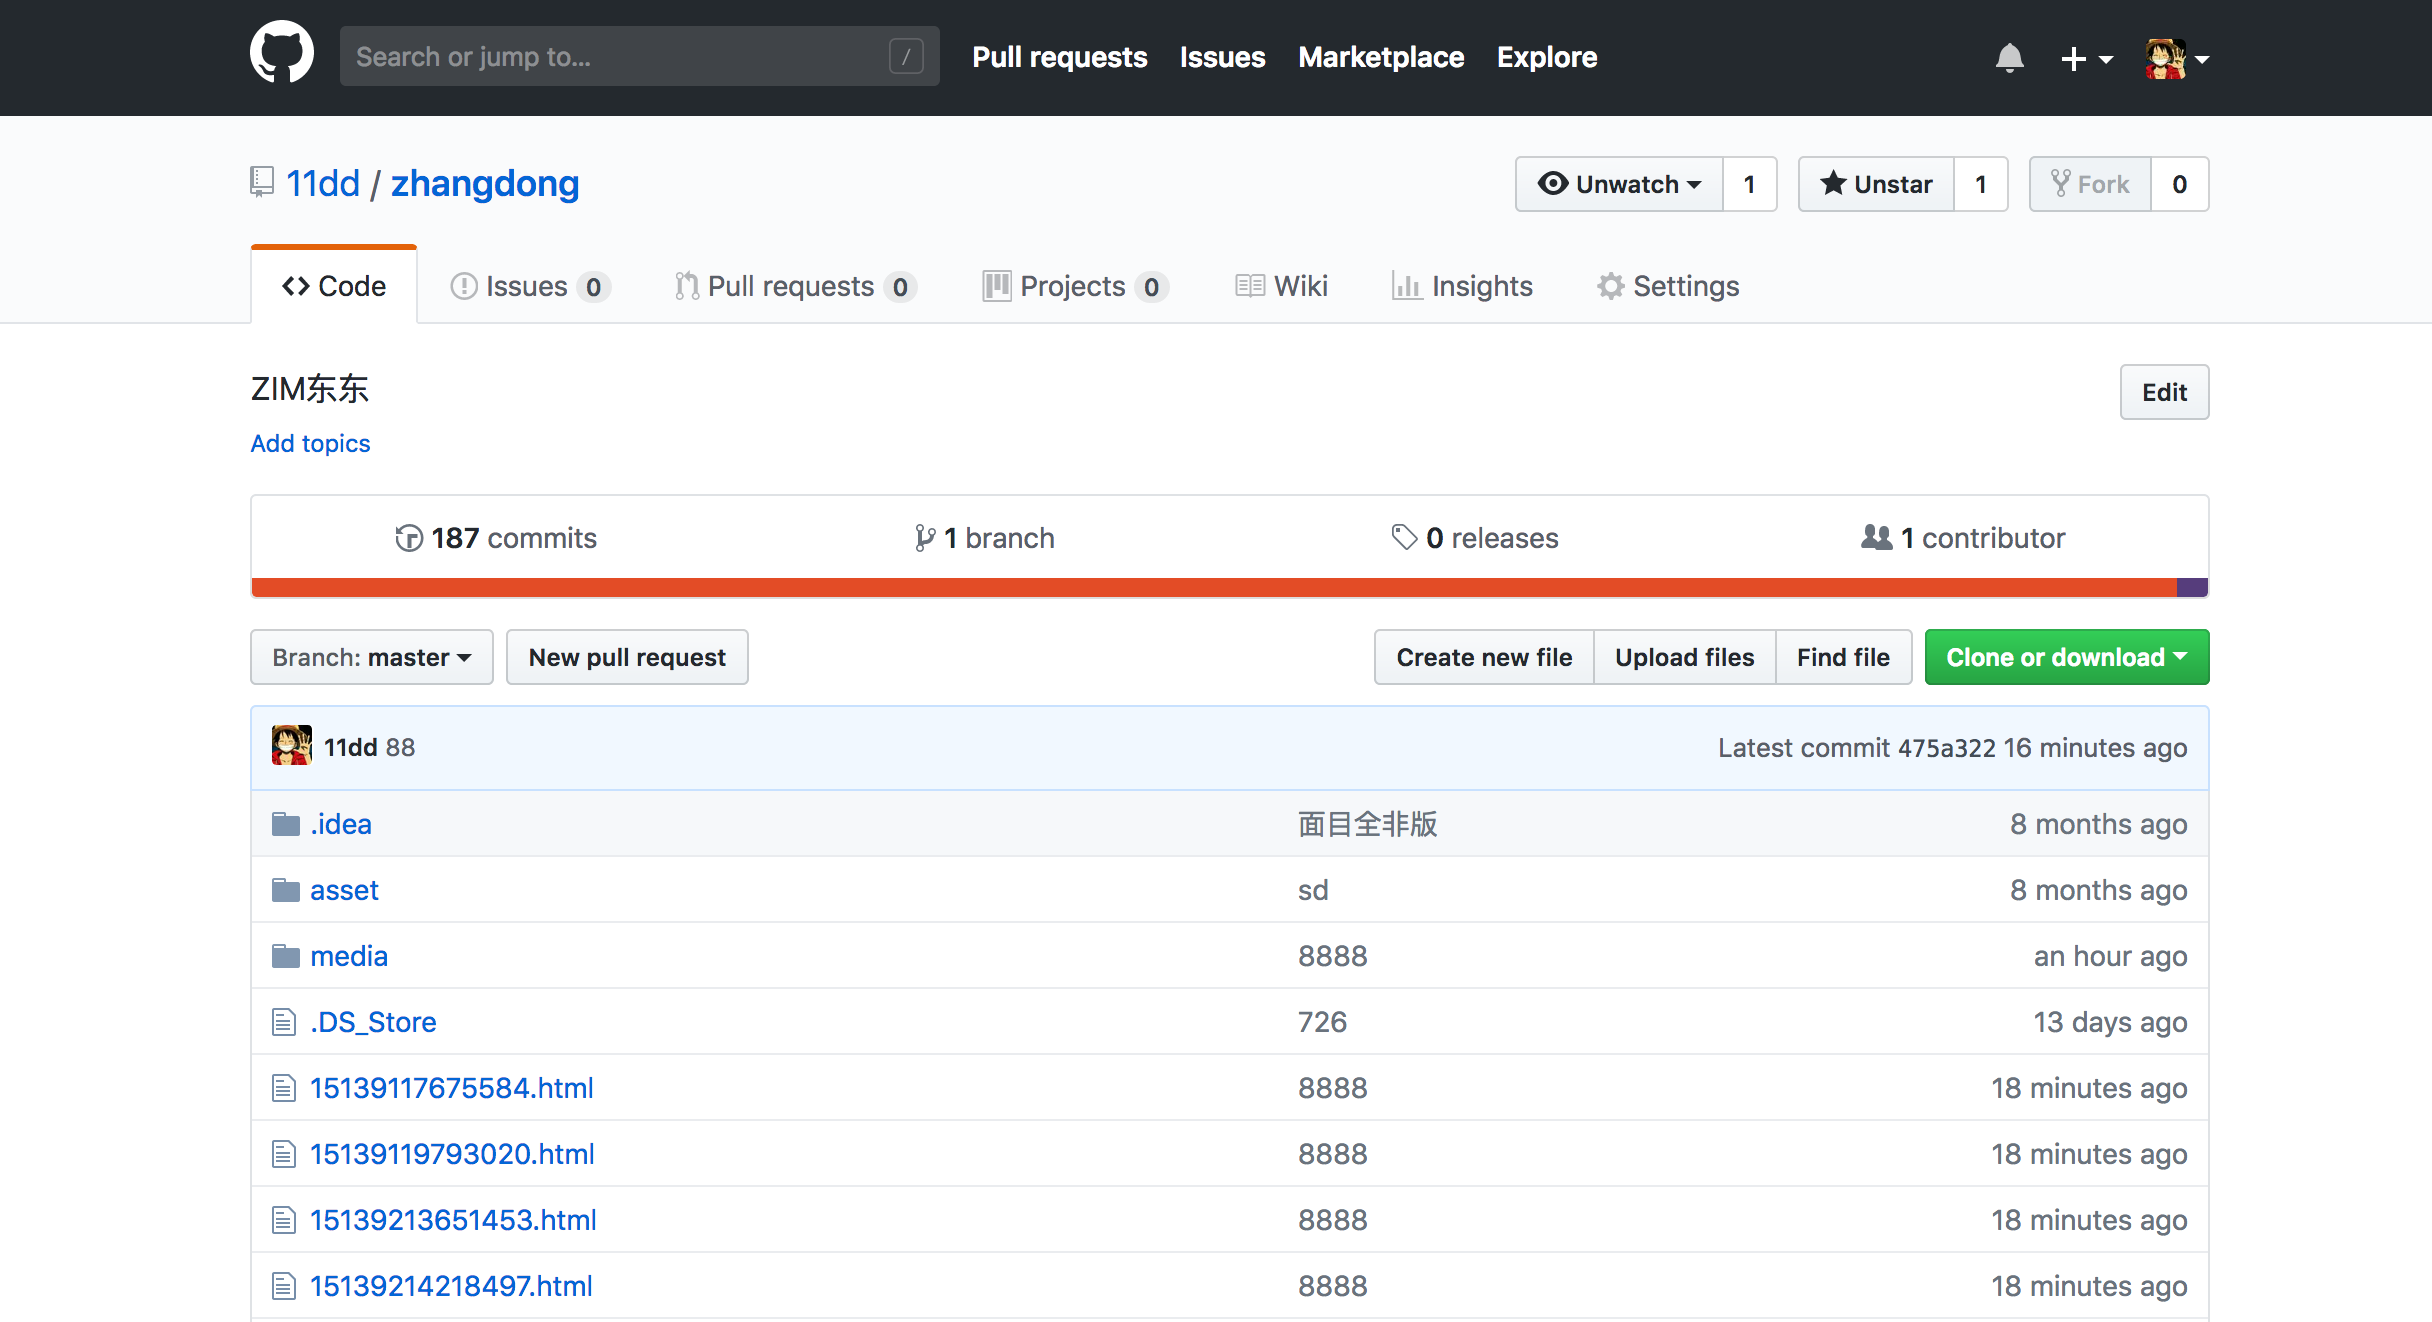 Search or jump to... / Pull requests Issues Marketplace Explore
11dd / zhangdong Unwatch 1 Unstar 1 Fork 0
Code Issues 0 Pull requests 0 Projects 0 Wiki Insights Settings
ZIM东东 Edit
Add topics
187 commits 1 branch 0 releases 1 contributor
Branch: master New pull request Create new file Upload files Find file Clone or download
11dd 88 Latest commit 475a322 16 minutes ago
.idea 面目全非版 8 months ago
asset sd 8 months ago
media 8888 an hour ago
.DS_Store 726 13 days ago
15139117675584.html 8888 18 minutes ago
15139119793020.html 8888 18 minutes ago
15139213651453.html 8888 18 minutes ago
15139214218497.html 8888 18 minutes ago